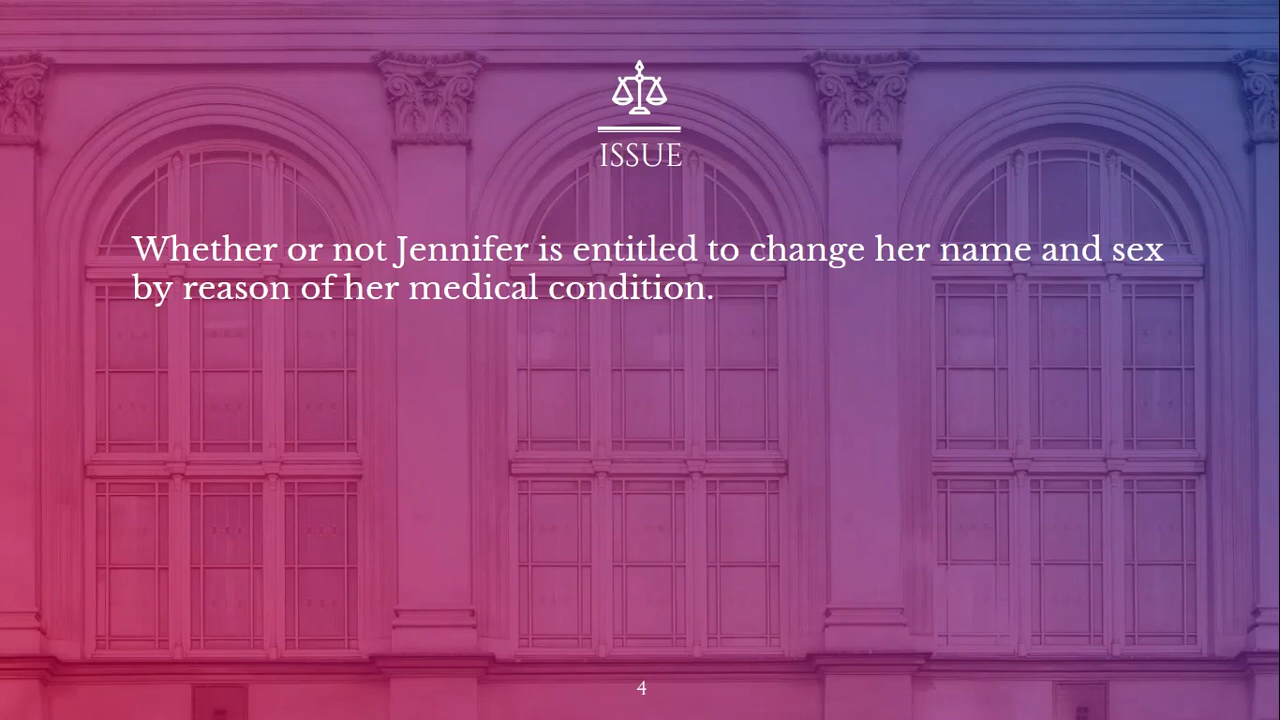 ISSUE
Whether or not Jennifer is entitled to change her name and sex
by reason of her medical condition.
4